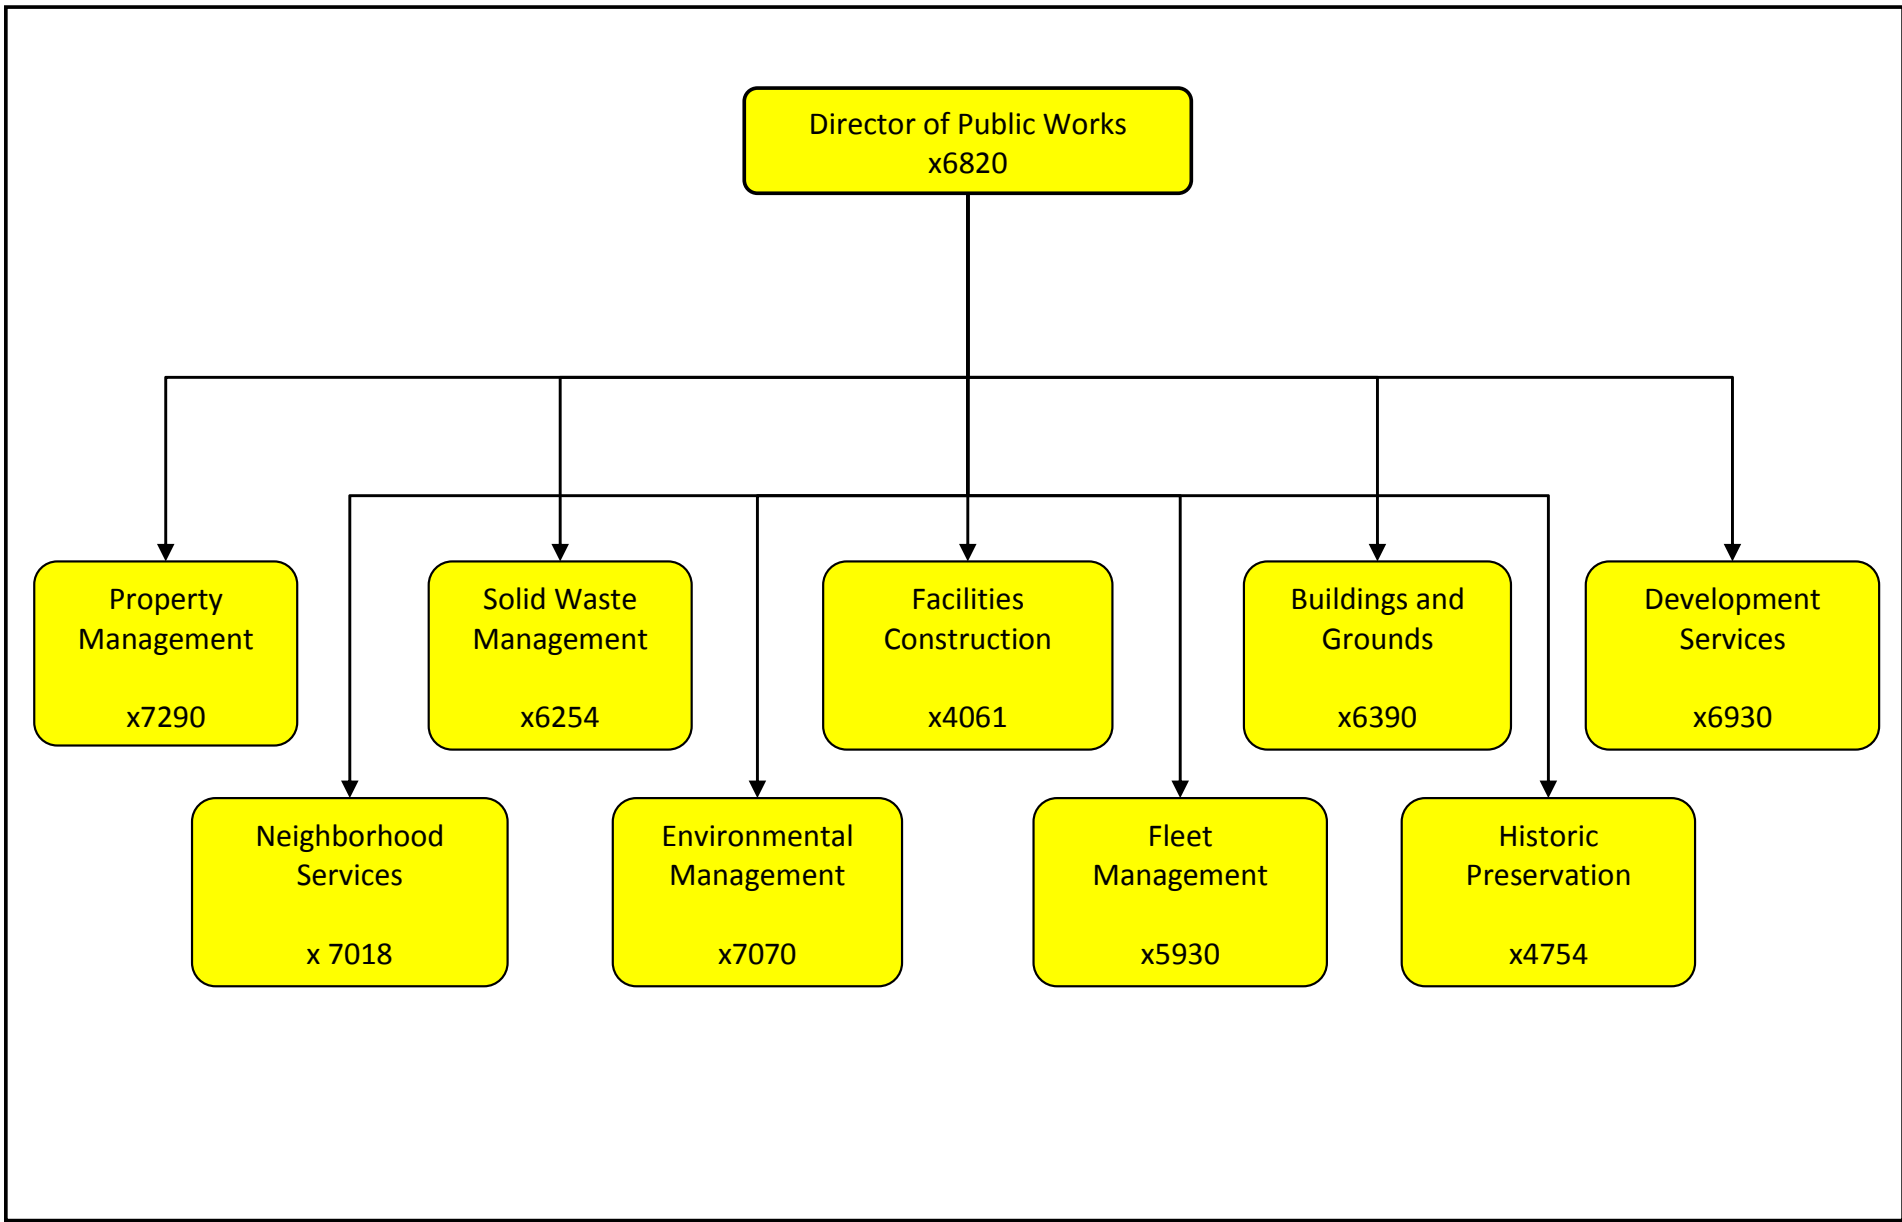 Director of Public Works
x6820
Property
Management
x7290
Solid Waste
Management
x6254
Facilities
Construction
x4061
Buildings and
Grounds
x6390
Development
Services
x6930
Neighborhood
Services
x 7018
Environmental
Management
x7070
Fleet
Management
x5930
Historic
Preservation
x4754